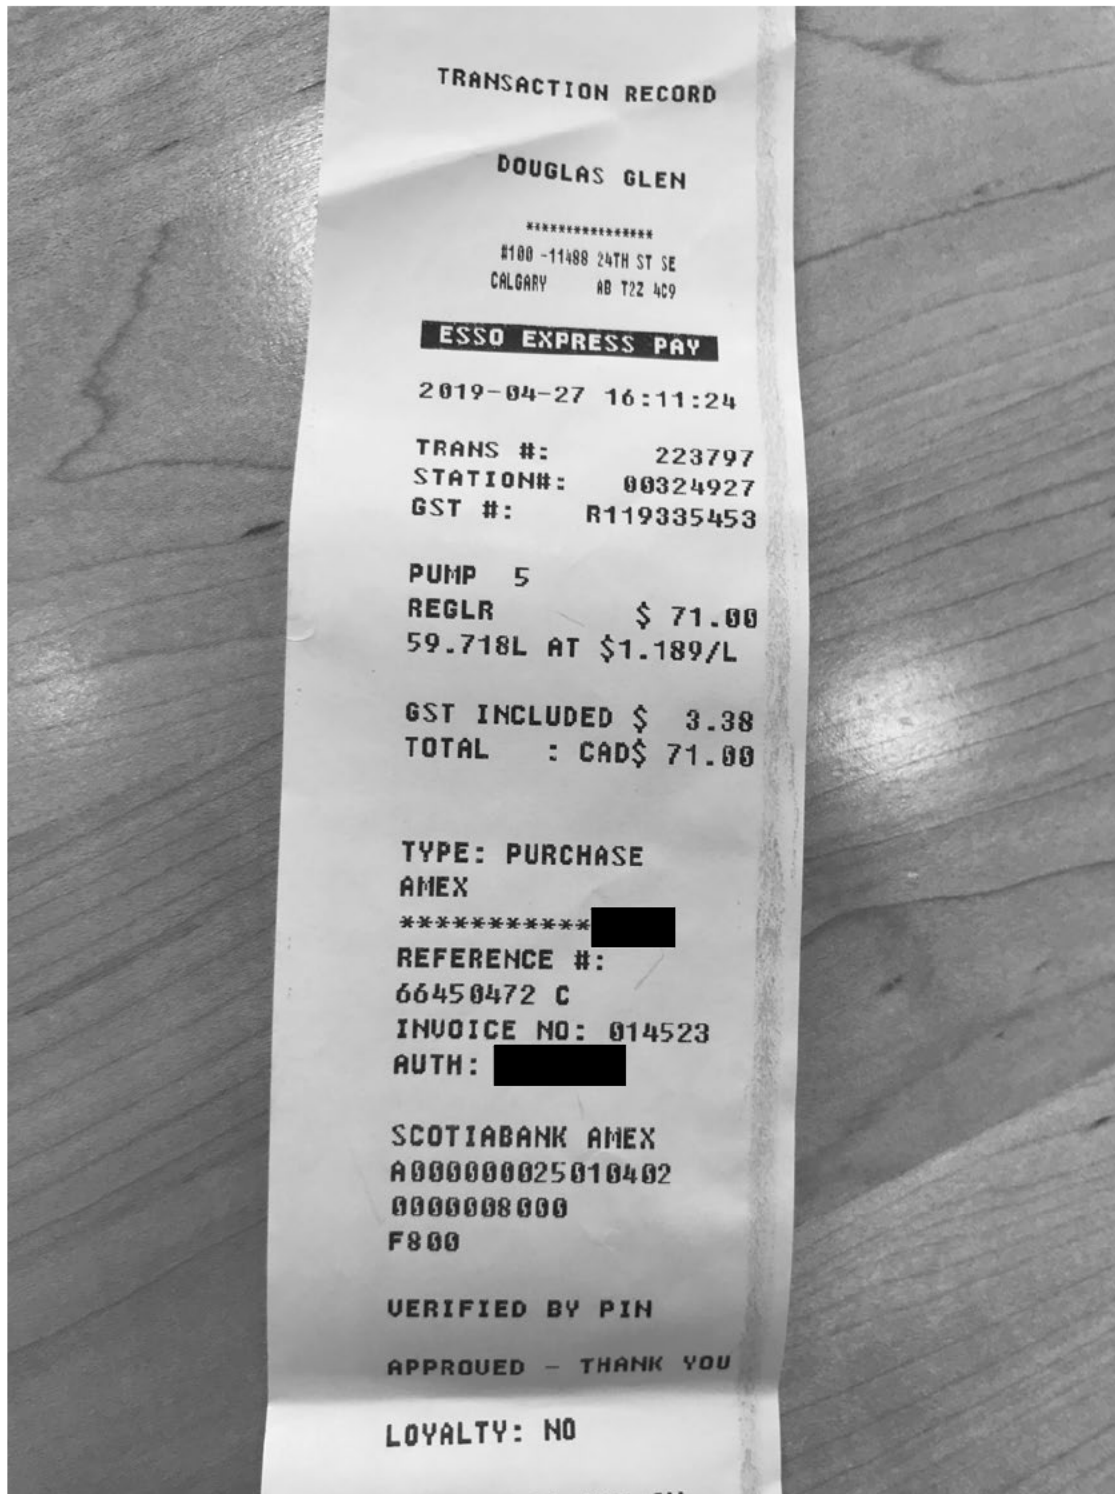 TRANSACTION RECORD
DOUGLAS GLEN
****************
#100 -11488 24TH ST SE
CALGARY AB T2Z 4C9
ESSO EXPRESS PAY
2019-04-27 16:11:24
TRANS #: 223797
STATION#: 00324927
GST #: R119335453
PUMP 5
REGLR $ 71.00
59.718L AT $1.189/L
GST INCLUDED $ 3.38
TOTAL : CAD$ 71.00
TYPE: PURCHASE
AMEX
***********
REFERENCE #:
66450472 C
INVOICE NO: 014523
AUTH:
SCOTIABANK AMEX
A000000025010402
0000008000
F800
VERIFIED BY PIN
APPROVED - THANK YOU
LOYALTY: NO